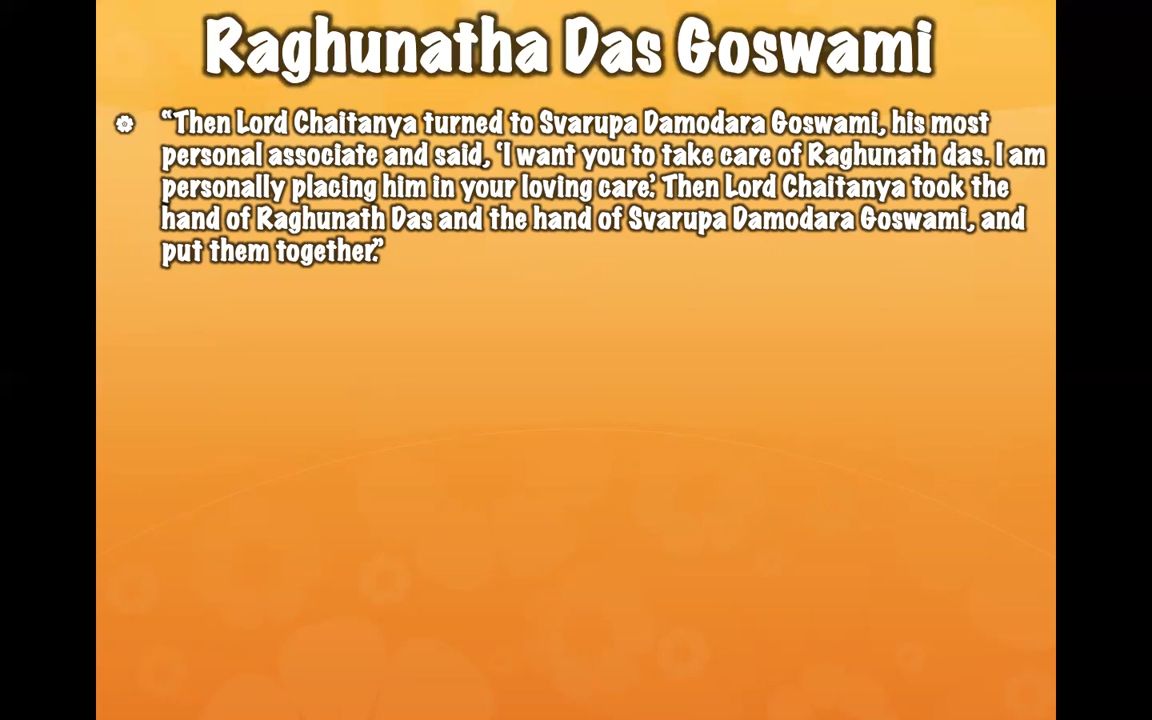 Raghunatha Das Goswami
“Then Lord Chaitanya turned to Svarupa Damodara Goswami, his most
personal associate and said, ‘I want you to take care of Raghunath das. I am
personally placing him in your loving care.’ Then Lord Chaitanya took the
hand of Raghunath Das and the hand of Svarupa Damodara Goswami, and
put them together.”